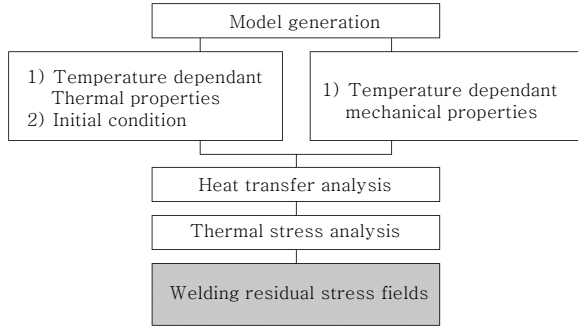 Model generation
1) Temperature dependant
Thermal properties
2) Initial condition
1) Temperature dependant
mechanical properties
Heat transfer analysis
Thermal stress analysis
Welding residual stress fields